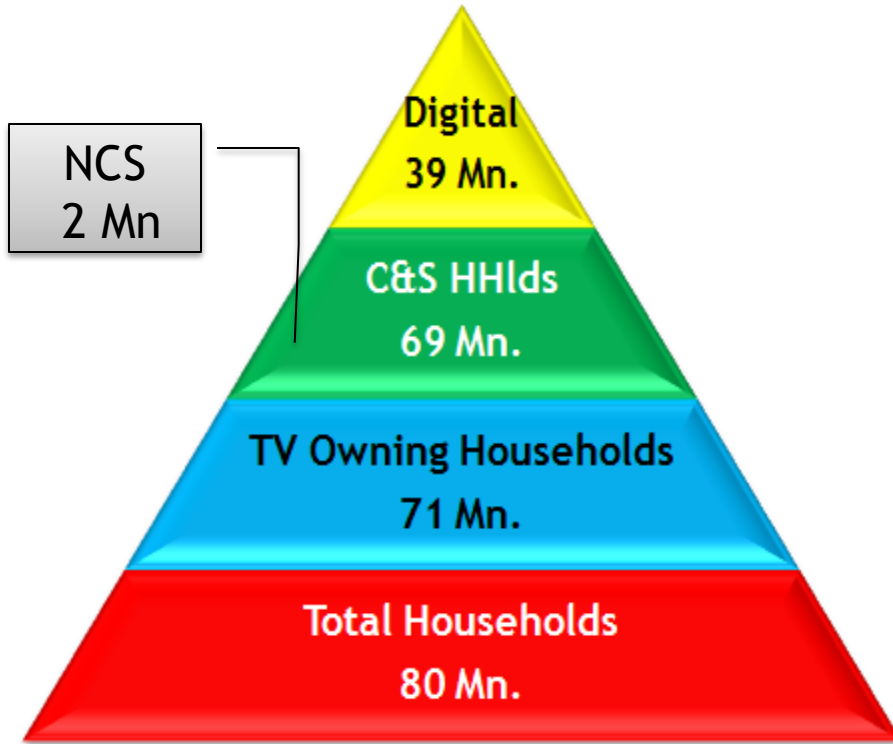 Digital
39 Mn.
NCS
2 Mn
C&S HHlds
69 Mn.
TV Owning Households
71 Mn.
Total Households
80 Mn.